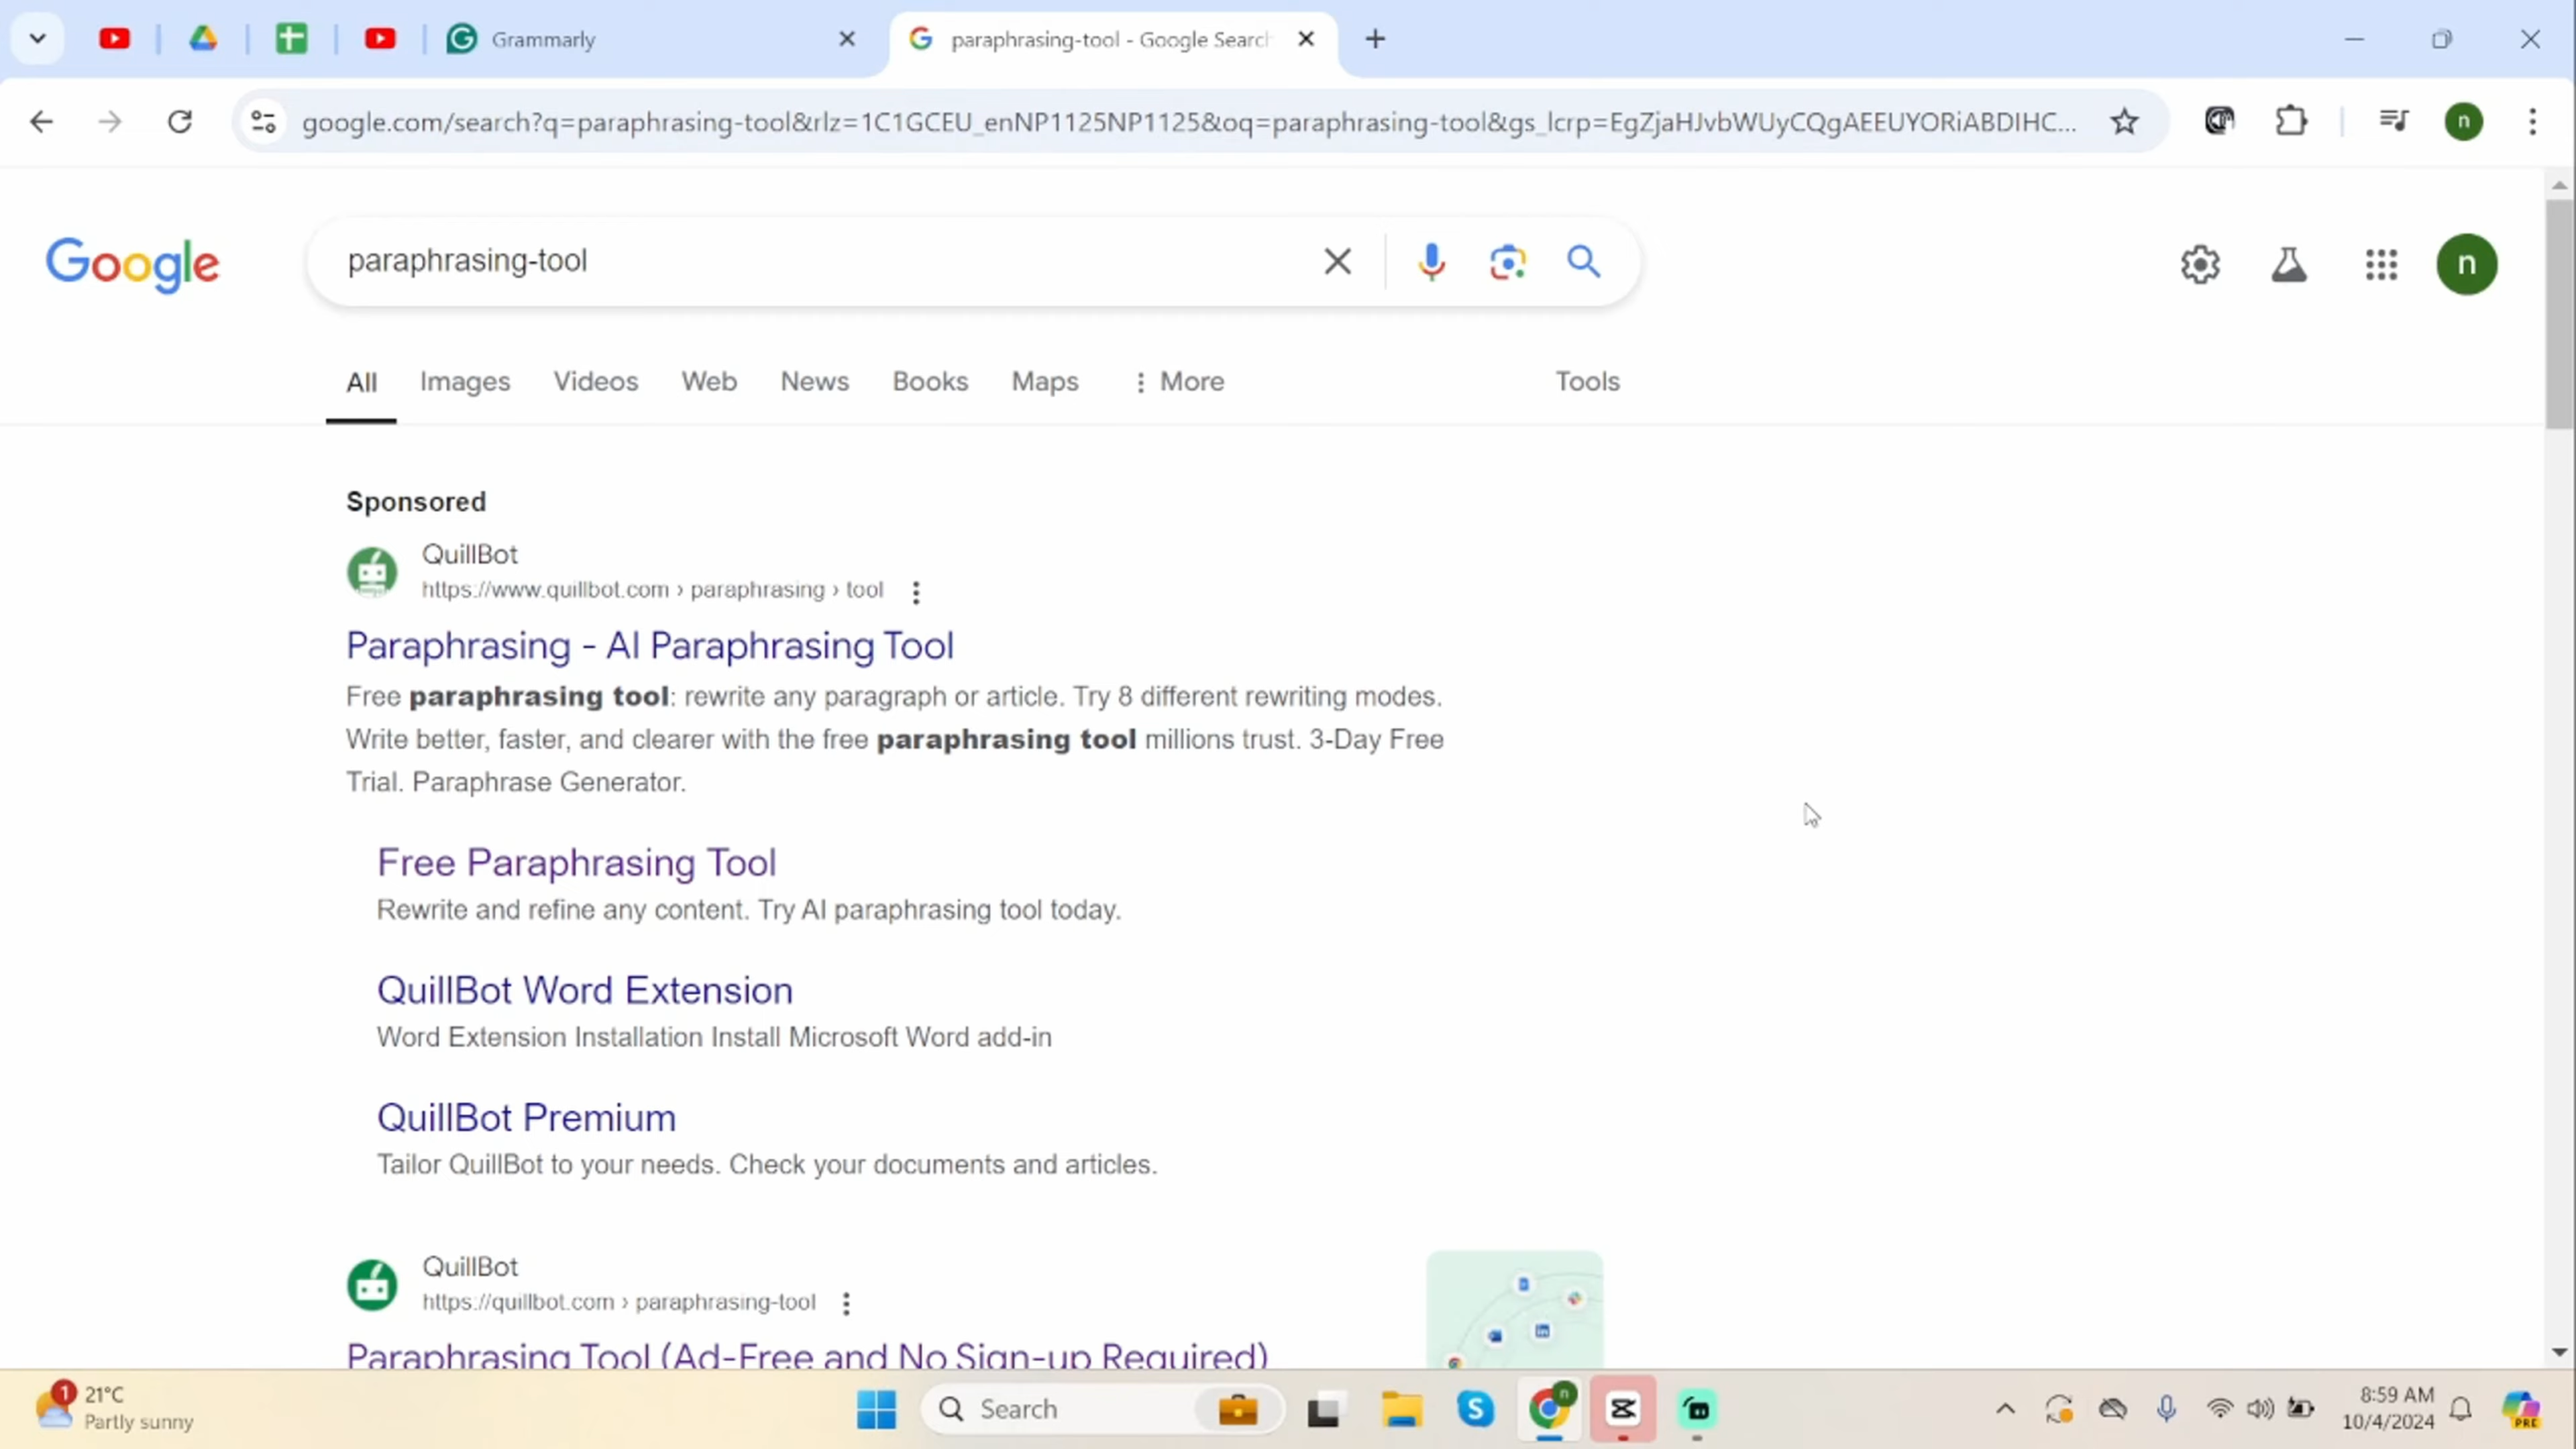 Grammarly
paraphrasing-tool - Google Search
google.com/search?q=paraphrasing-tool&rlz=1C1GCEU_enNP1125NP1125&oq=paraphrasing-tool&gs_lcrp=EgZjaHJvbWUyCQgAEEUYORiABDIHC...
n
Google
paraphrasing-tool
n
All Images Videos Web News Books Maps More Tools
Sponsored
QuillBot
https://www.quillbot.com › paraphrasing › tool
Paraphrasing - AI Paraphrasing Tool
Free paraphrasing tool: rewrite any paragraph or article. Try 8 different rewriting modes.
Write better, faster, and clearer with the free paraphrasing tool millions trust. 3-Day Free
Trial. Paraphrase Generator.
Free Paraphrasing Tool
Rewrite and refine any content. Try AI paraphrasing tool today.
QuillBot Word Extension
Word Extension Installation Install Microsoft Word add-in
QuillBot Premium
Tailor QuillBot to your needs. Check your documents and articles.
QuillBot
https://quillbot.com › paraphrasing-tool
Paraphrasing Tool (Ad-Free and No Sign-up Required)
1
21°C
Partly sunny
Search
n
8:59 AM
10/4/2024
PRE